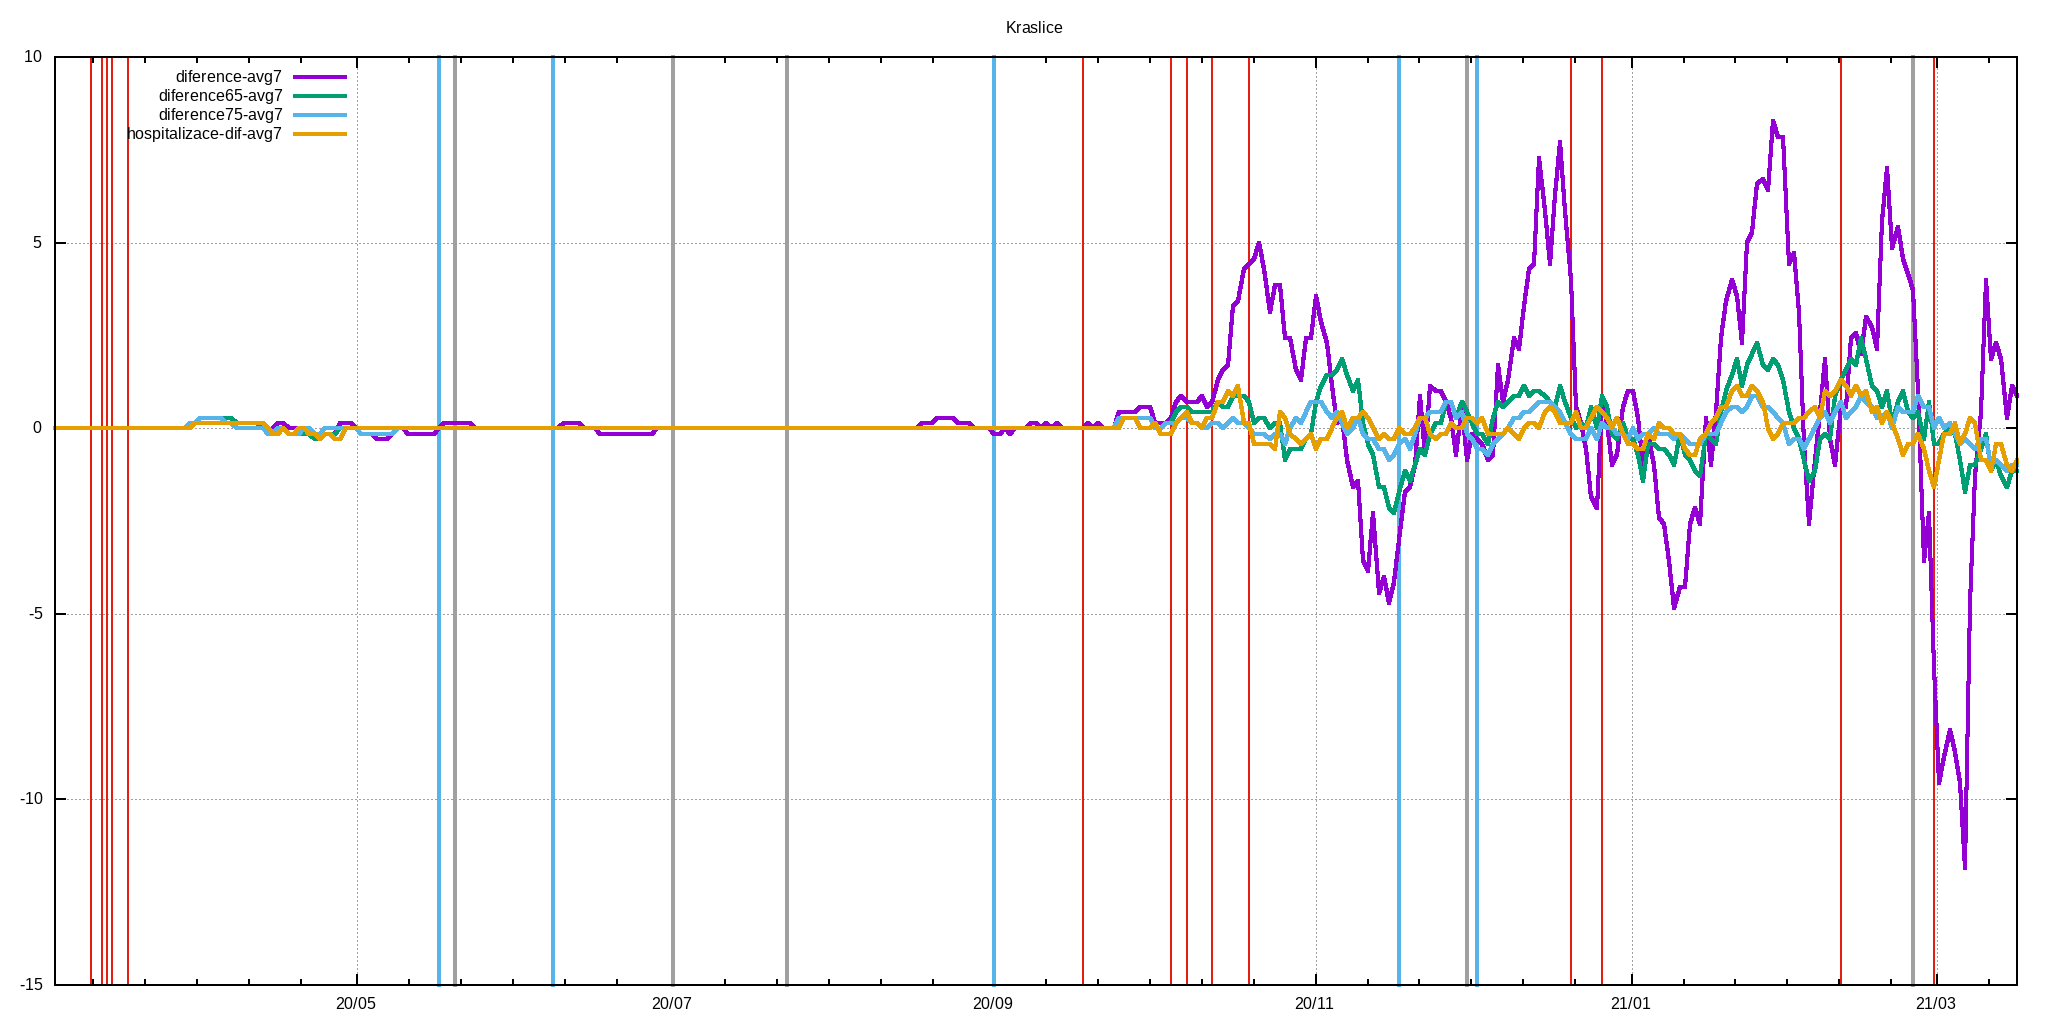 Kraslice
10
5
0
-5
-10
-15
diference-avg7
diference65-avg7
diference75-avg7
hospitalizace-dif-avg7
20/05
20/07
20/09
20/11
21/01
21/03